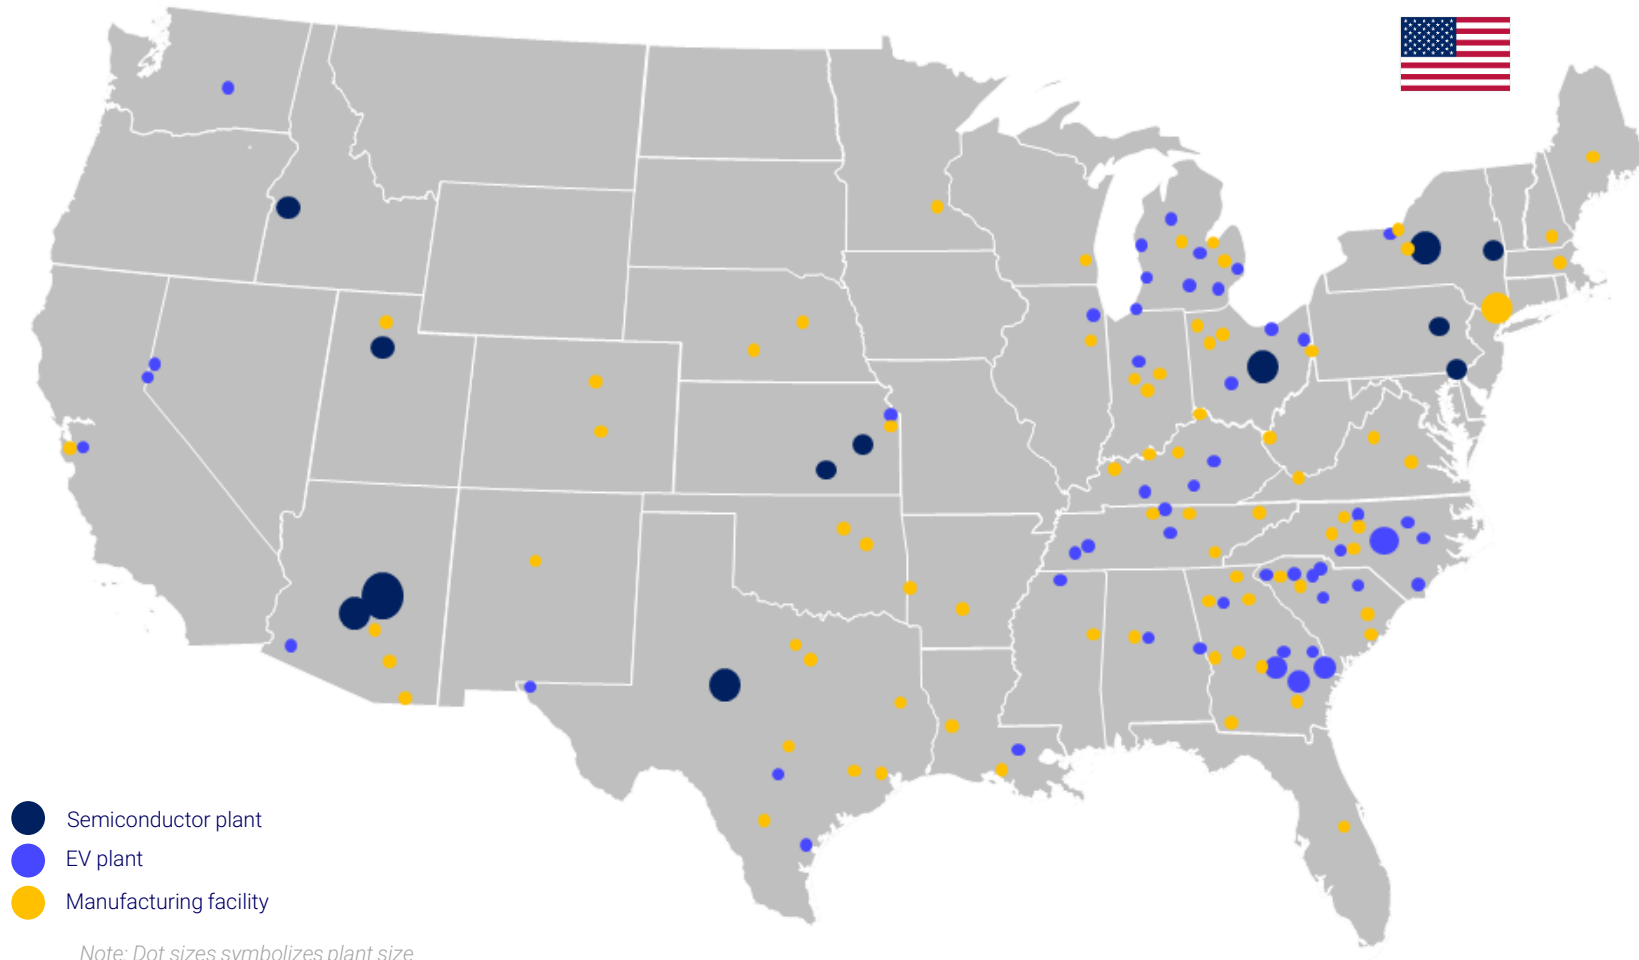 Semiconductor plant
EV plant
Manufacturing facility
Note: Dot sizes symbolizes plant size